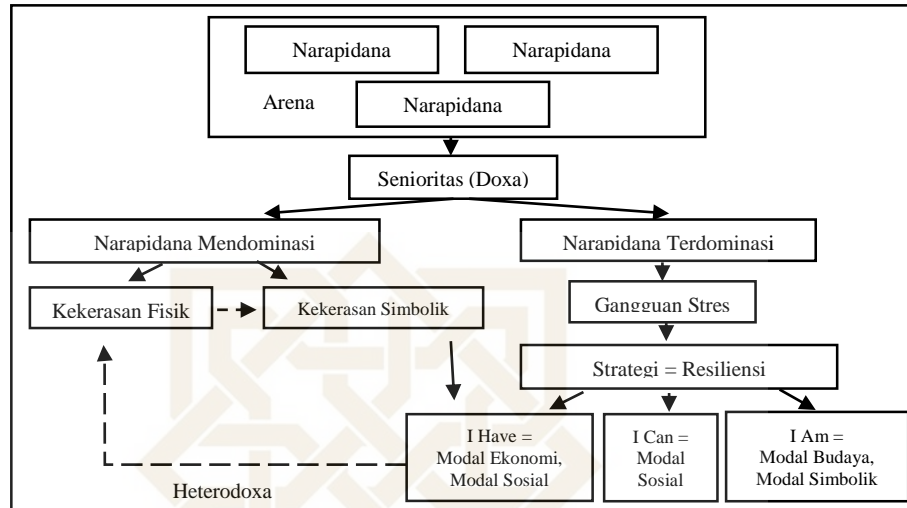 Narapidana
Narapidana
Arena
Narapidana
Senioritas (Doxa)
Narapidana Mendominasi
Narapidana Terdominasi
Kekerasan Fisik
Kekerasan Simbolik
Gangguan Stres
Strategi = Resiliensi
I Have =
Modal Ekonomi,
Modal Sosial
I Can =
Modal
Sosial
I Am =
Modal Budaya,
Modal Simbolik
Heterodoxa